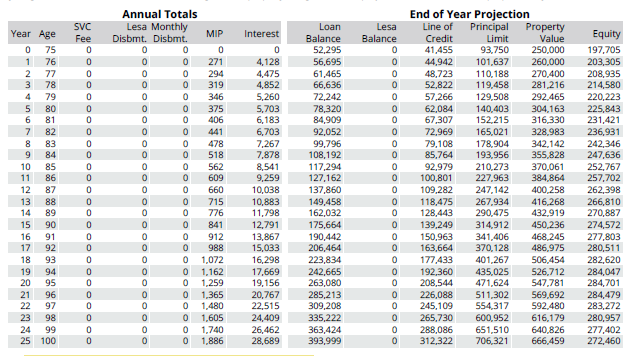 Annual Totals End of Year Projection
SVC Lesa Monthly Loan Lesa Line of Principal Property
Year Age Fee Disbmt. Disbmt. MIP Interest Balance Balance Credit Limit Value Equity
0 75 0 0 0 0 0 52,295 0 41,455 93,750 250,000 197,705
1 76 0 0 0 271 4,128 56,695 0 44,942 101,637 260,000 203,305
2 77 0 0 0 294 4,475 61,465 0 48,723 110,188 270,400 208,935
3 78 0 0 0 319 4,852 66,636 0 52,822 119,458 281,216 214,580
4 79 0 0 0 346 5,260 72,242 0 57,266 129,508 292,465 220,223
5 80 0 0 0 375 5,703 78,320 0 62,084 140,403 304,163 225,843
6 81 0 0 0 406 6,183 84,909 0 67,307 152,215 316,330 231,421
7 82 0 0 0 441 6,703 92,052 0 72,969 165,021 328,983 236,931
8 83 0 0 0 478 7,267 99,796 0 79,108 178,904 342,142 242,346
9 84 0 0 0 518 7,878 108,192 0 85,764 193,956 355,828 247,636
10 85 0 0 0 562 8,541 117,294 0 92,979 210,273 370,061 252,767
11 86 0 0 0 609 9,259 127,162 0 100,801 227,963 384,864 257,702
12 87 0 0 0 660 10,038 137,860 0 109,282 247,142 400,258 262,398
13 88 0 0 0 715 10,883 149,458 0 118,475 267,934 416,268 266,810
14 89 0 0 0 776 11,798 162,032 0 128,443 290,475 432,919 270,887
15 90 0 0 0 841 12,791 175,664 0 139,249 314,912 450,236 274,572
16 91 0 0 0 912 13,867 190,442 0 150,963 341,406 468,245 277,803
17 92 0 0 0 988 15,033 206,464 0 163,664 370,128 486,975 280,511
18 93 0 0 0 1,072 16,298 223,834 0 177,433 401,267 506,454 282,620
19 94 0 0 0 1,162 17,669 242,665 0 192,360 435,025 526,712 284,047
20 95 0 0 0 1,259 19,156 263,080 0 208,544 471,624 547,781 284,701
21 96 0 0 0 1,365 20,767 285,213 0 226,088 511,302 569,692 284,479
22 97 0 0 0 1,480 22,515 309,208 0 245,109 554,317 592,480 283,272
23 98 0 0 0 1,605 24,409 335,222 0 265,730 600,952 616,179 280,957
24 99 0 0 0 1,740 26,462 363,424 0 288,086 651,510 640,826 277,402
25 100 0 0 0 1,886 28,689 393,999 0 312,322 706,321 666,459 272,460